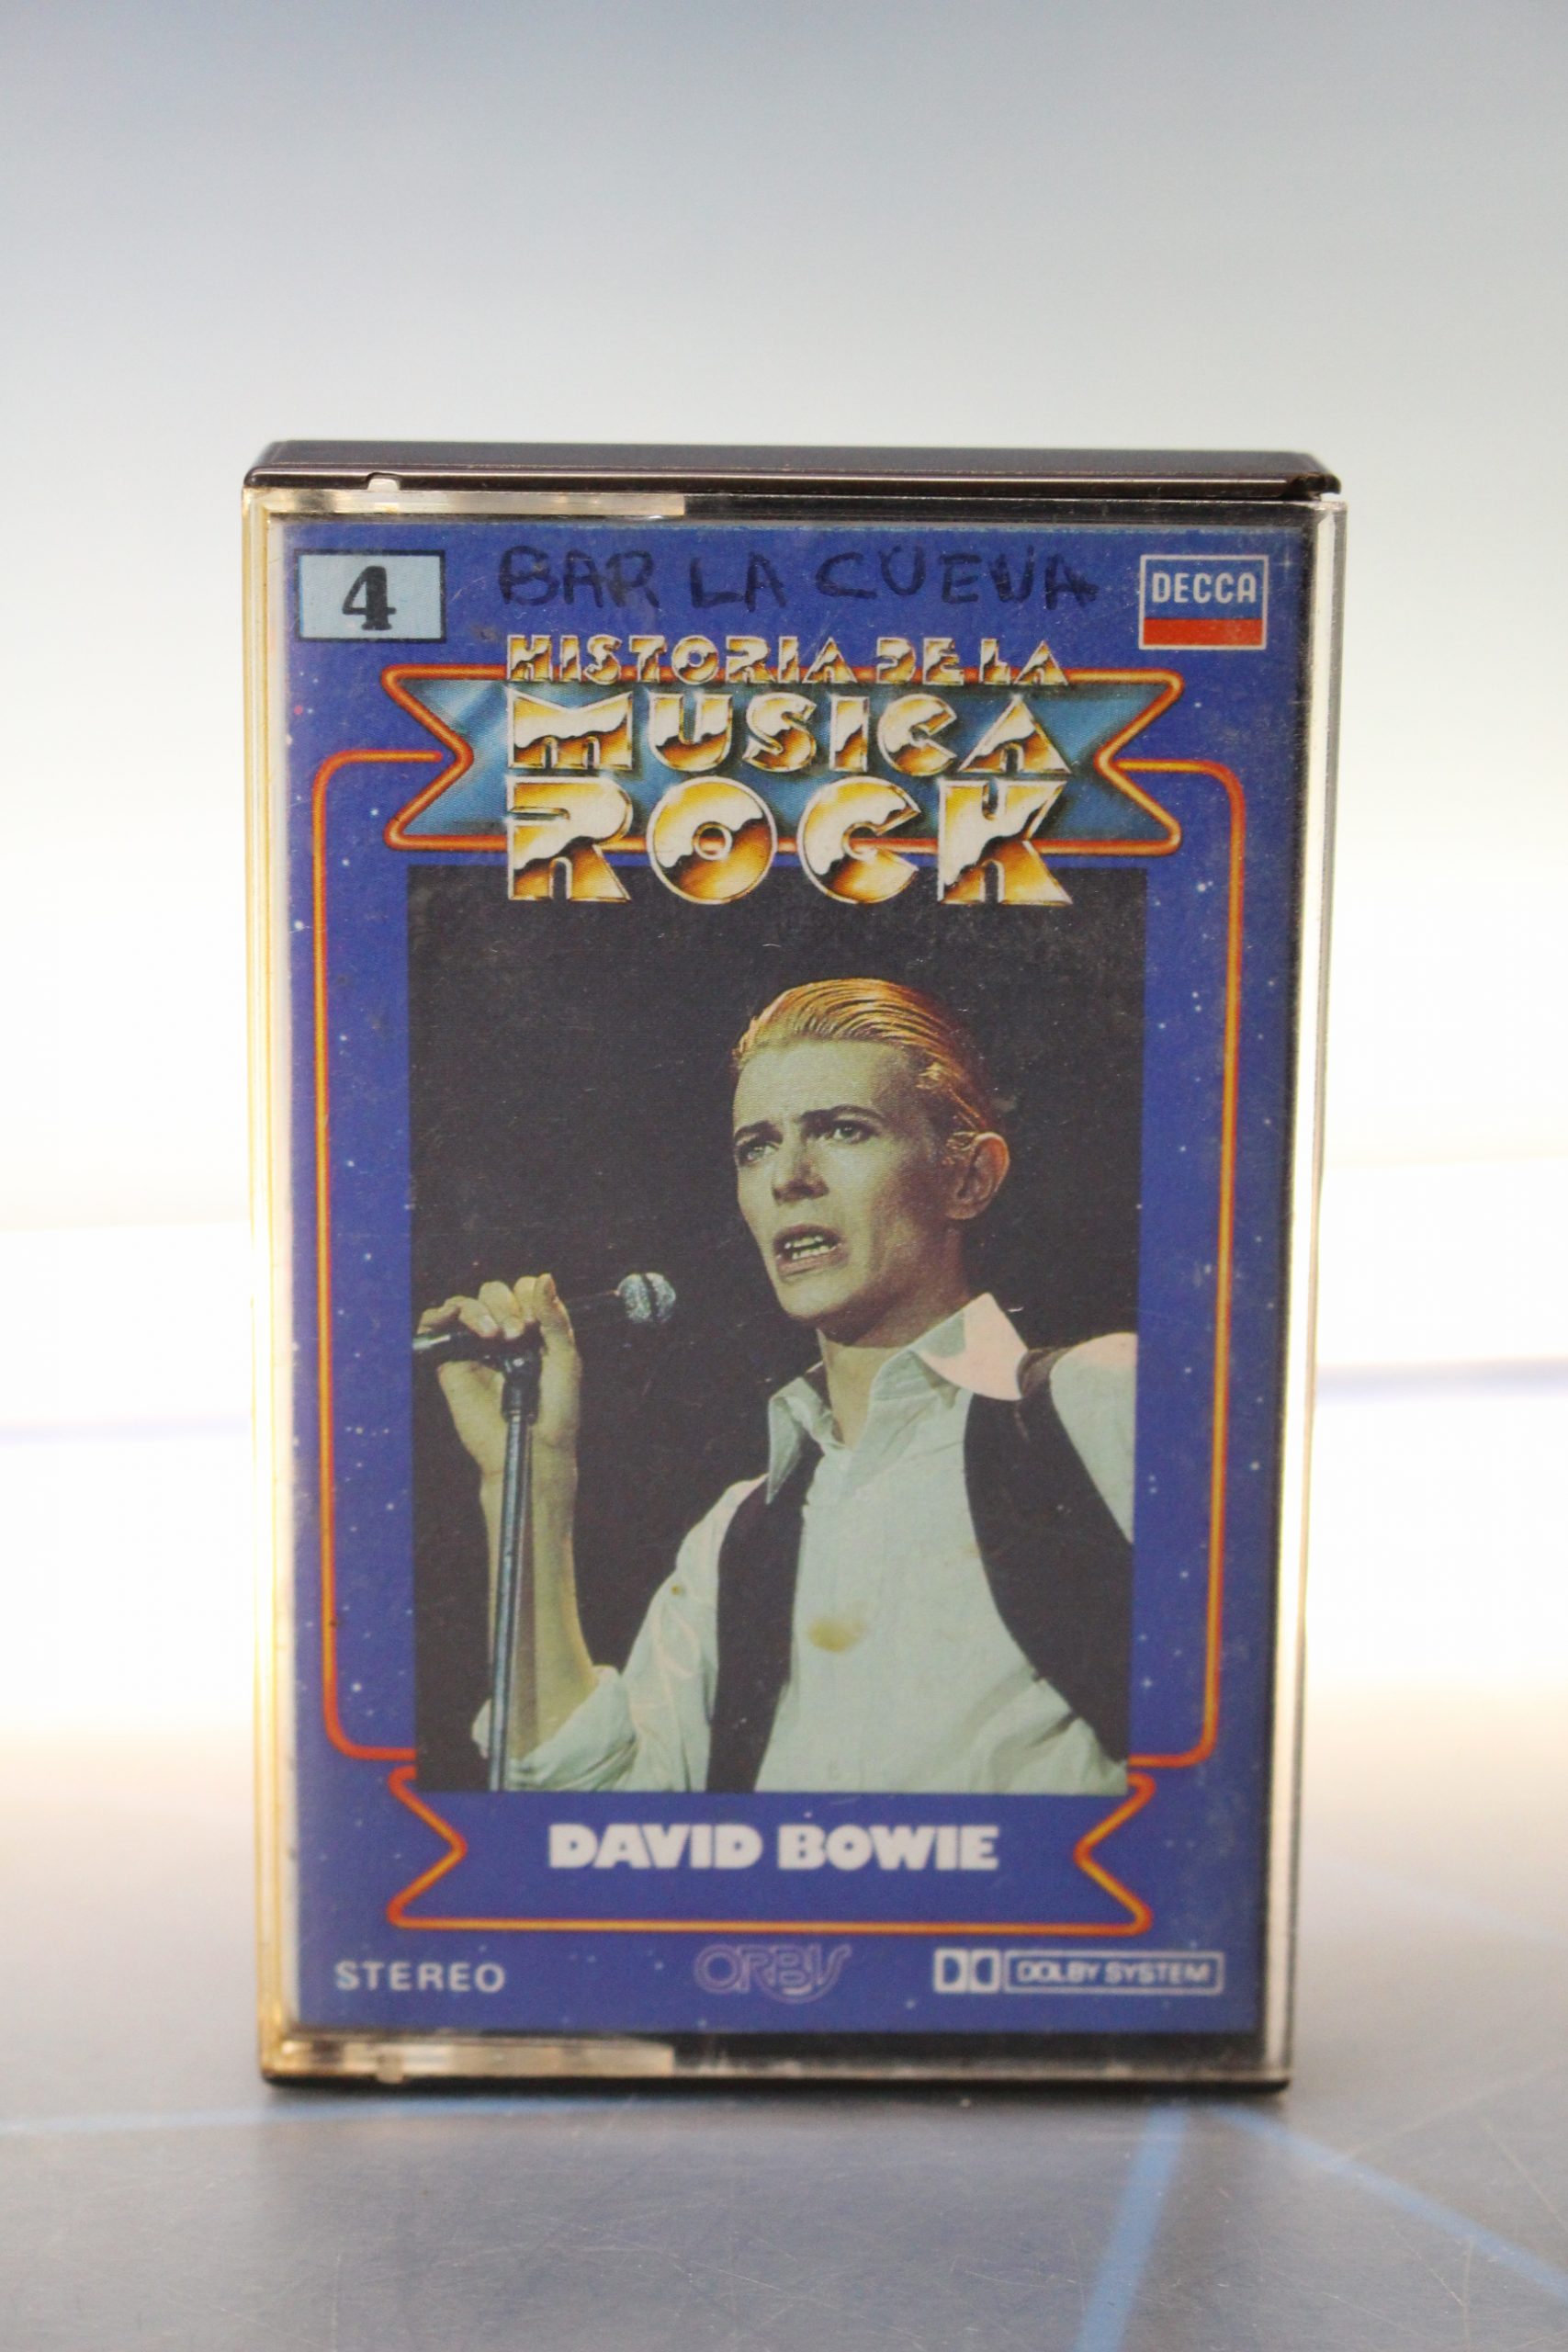 4
BAR LA CUEVA
DECCA
HISTORIA DE LA
MUSICA
ROCK
DAVID BOWIE
STEREO
ORBIS
DOLBY SYSTEM